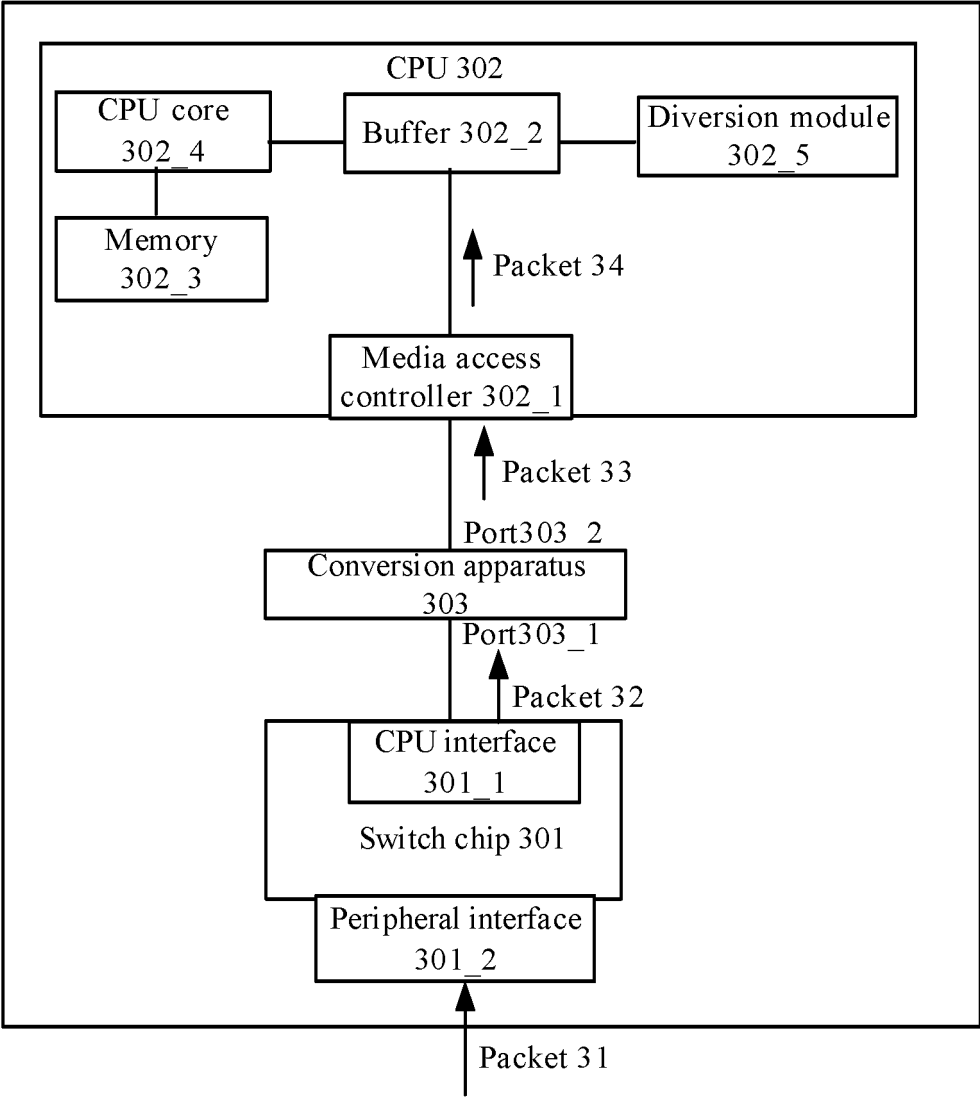 CPU 302
CPU core
302_4
Buffer 302_2
Diversion module
302_5
Memory
302_3
Packet 34
Media access
controller 302_1
Packet 33
Port303_2
Conversion apparatus
303
Port303_1
Packet 32
CPU interface
301_1
Switch chip 301
Peripheral interface
301_2
Packet 31